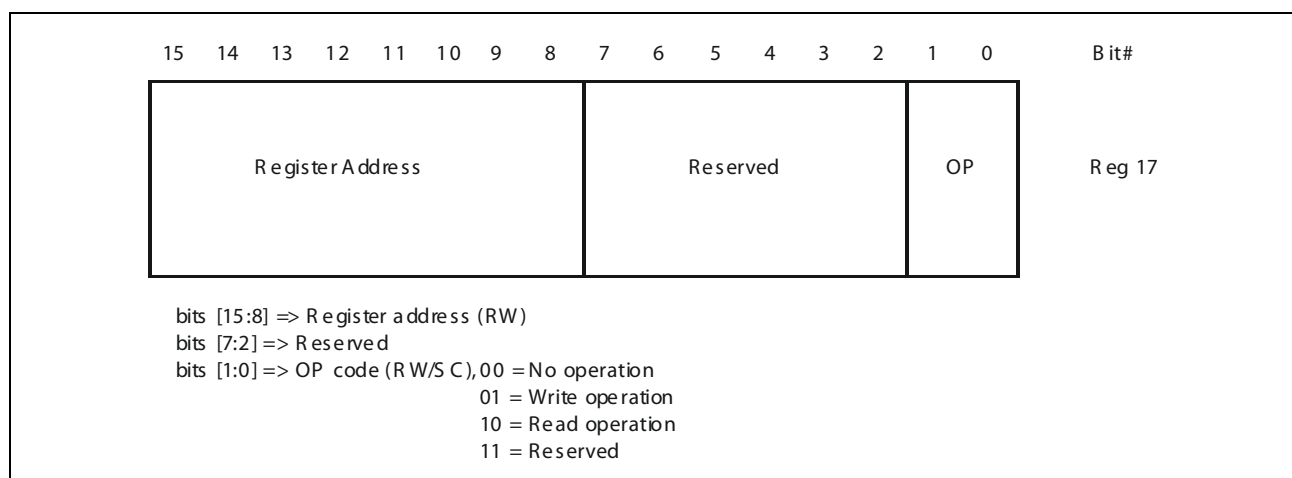 15 14 13 12 11 10 9 8 7 6 5 4 3 2 1 0 Bit#
Register Address Reserved OP Reg 17
bits [15:8] => Register address (RW)
bits [7:2] => Reserved
bits [1:0] => OP code (RW/SC), 00 = No operation
01 = Write operation
10 = Read operation
11 = Reserved